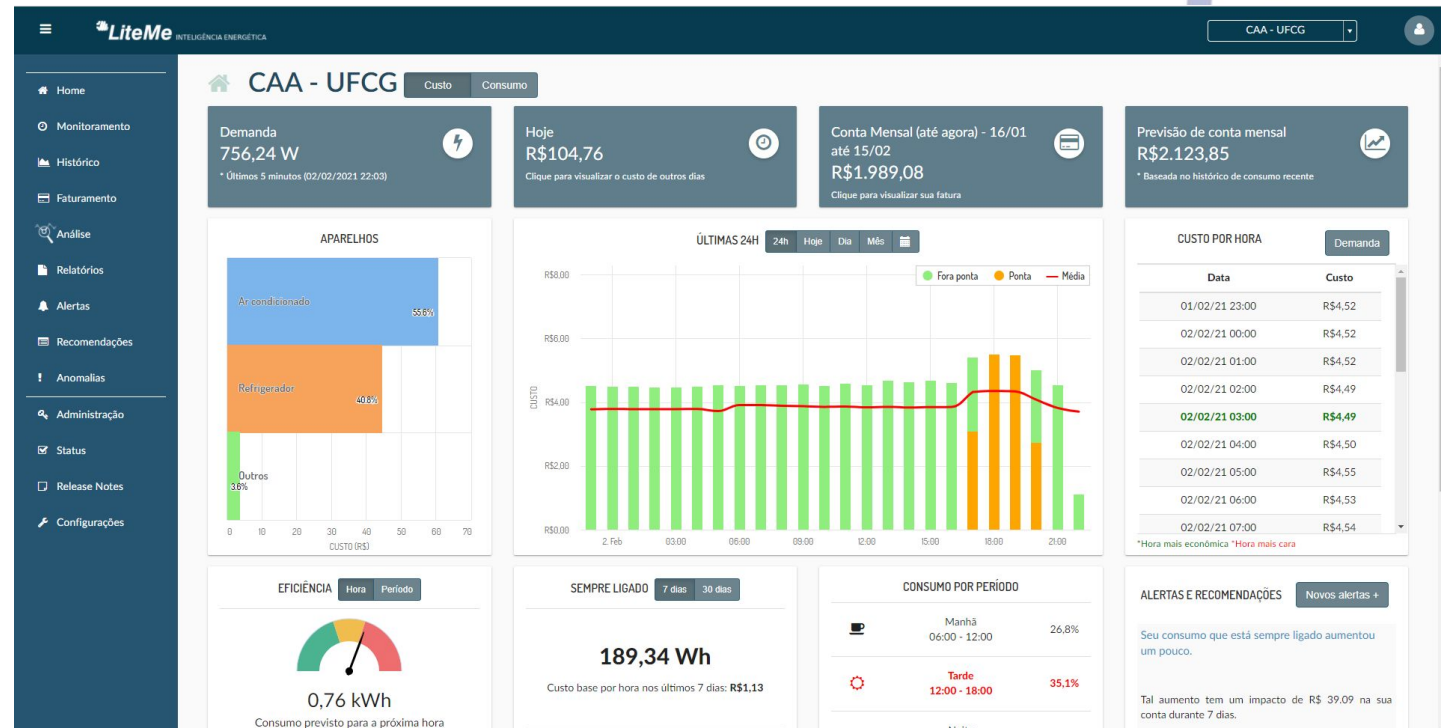 LiteMe INTELIGÊNCIA ENERGÉTICA
CAA - UFCG
Home
Monitoramento
Histórico
Faturamento
Análise
Relatórios
Alertas
Recomendações
Anomalias
Administração
Status
Release Notes
Configurações
CAA - UFCG Custo Consumo
Demanda
756,24 W
* Últimos 5 minutos (02/02/2021 22:03)
Hoje
R$104,76
Clique para visualizar o custo de outros dias
Conta Mensal (até agora) - 16/01
até 15/02
R$1.989,08
Clique para visualizar sua fatura
Previsão de conta mensal
R$2.123,85
* Baseada no histórico de consumo recente
APARELHOS
Ar condicionado
55.6%
Refrigerador
40.8%
Outros
3.6%
0 10 20 30 40 50 60 70
CUSTO (R$)
ÚLTIMAS 24H 24h Hoje Dia Mês
Fora ponta Ponta Média
R$8,00
R$6,00
R$4,00
R$2,00
R$0,00
CUSTO
2. Feb 03:00 06:00 09:00 12:00 15:00 18:00 21:00
CUSTO POR HORA Demanda
Data Custo
01/02/21 23:00 R$4,52
02/02/21 00:00 R$4,52
02/02/21 01:00 R$4,52
02/02/21 02:00 R$4,49
02/02/21 03:00 R$4,49
02/02/21 04:00 R$4,50
02/02/21 05:00 R$4,55
02/02/21 06:00 R$4,53
02/02/21 07:00 R$4,54
*Hora mais econômica *Hora mais cara
EFICIÊNCIA Hora Período
0,76 kWh
Consumo previsto para a próxima hora
SEMPRE LIGADO 7 dias 30 dias
189,34 Wh
Custo base por hora nos últimos 7 dias: R$1,13
CONSUMO POR PERÍODO
Manhã
06:00 - 12:00 26,8%
Tarde
12:00 - 18:00 35,1%
ALERTAS E RECOMENDAÇÕES Novos alertas +
Seu consumo que está sempre ligado aumentou
um pouco.
Tal aumento tem um impacto de R$ 39.09 na sua
conta durante 7 dias.